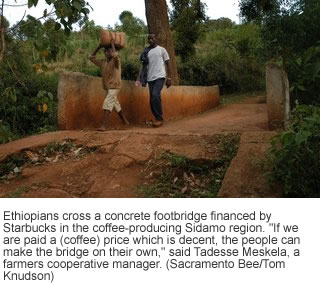 Ethiopians cross a concrete footbridge financed by
Starbucks in the coffee-producing Sidamo region. "If we
are paid a (coffee) price which is decent, the people can
make the bridge on their own," said Tadesse Meskela, a
farmers cooperative manager. (Sacramento Bee/Tom
Knudson)